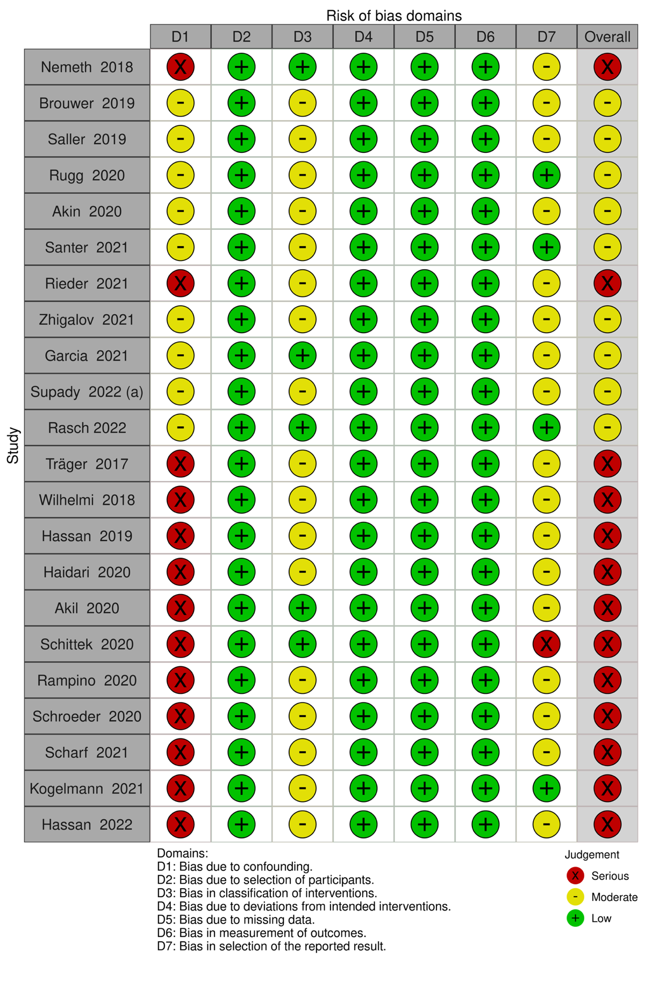 Risk of bias domains
D1 D2 D3 D4 D5 D6 D7 Overall
Study
Nemeth 2018 X + + + + + - X
Brouwer 2019 - + - + + + - -
Saller 2019 - + - + + + - -
Rugg 2020 - + - + + + + -
Akin 2020 - + - + + + - -
Santer 2021 - + - + + + + -
Rieder 2021 X + - + + + - X
Zhigalov 2021 - + - + + + - -
Garcia 2021 - + + + + + - -
Supady 2022 (a) - + - + + + - -
Rasch 2022 - + + + + + + -
Träger 2017 X + - + + + - X
Wilhelmi 2018 X + - + + + - X
Hassan 2019 X + - + + + - X
Haidari 2020 X + - + + + - X
Akil 2020 X + + + + + - X
Schittek 2020 X + + + + + X X
Rampino 2020 X + - + + + - X
Schroeder 2020 X + - + + + - X
Scharf 2021 X + - + + + - X
Kogelmann 2021 X + - + + + + X
Hassan 2022 X + - + + + - X
Domains:
D1: Bias due to confounding.
D2: Bias due to selection of participants.
D3: Bias in classification of interventions.
D4: Bias due to deviations from intended interventions.
D5: Bias due to missing data.
D6: Bias in measurement of outcomes.
D7: Bias in selection of the reported result.
Judgement
X Serious
- Moderate
+ Low